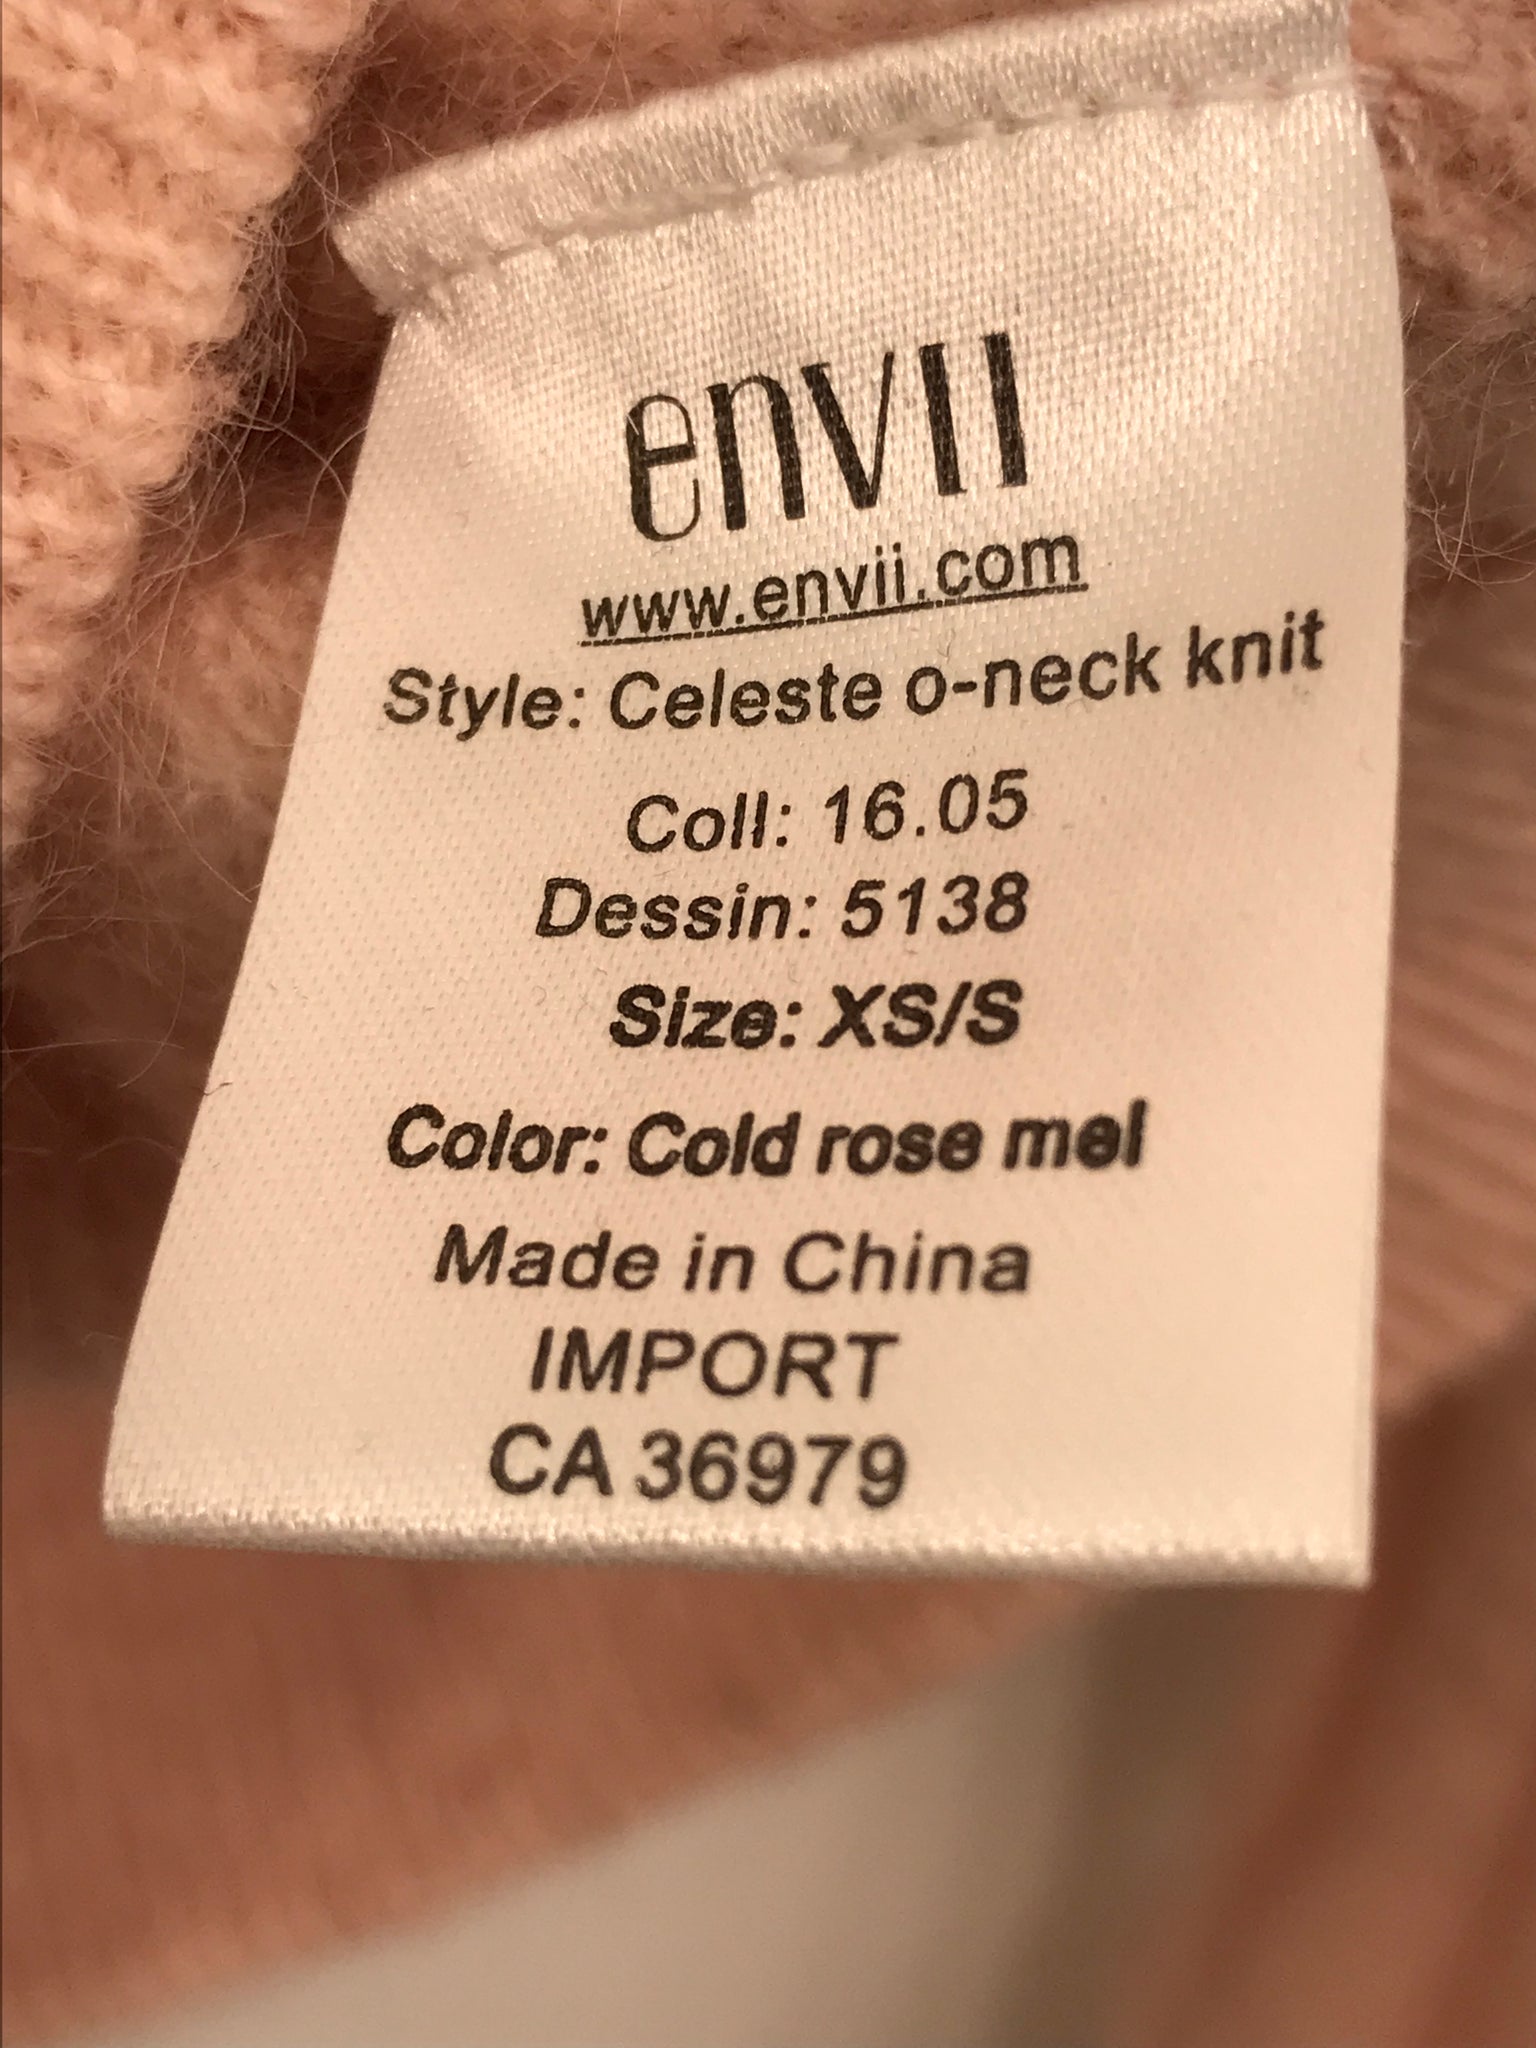 envii
www.envii.com
Style: Celeste o-neck knit
Coll: 16.05
Dessin: 5138
Size: XS/S
Color: Cold rose mel
Made in China
IMPORT
CA 36979